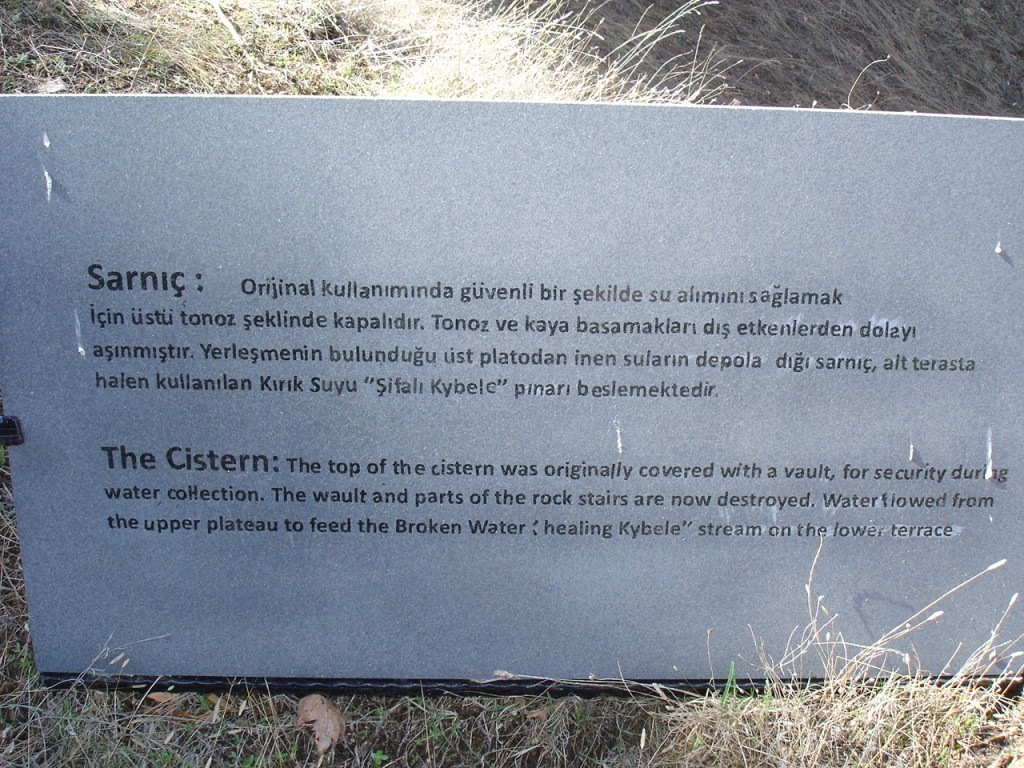 Sarnıç : Orijinal kullanımında güvenli bir şekilde su alımını sağlamak
İçin üstü tonoz şeklinde kapalıdır. Tonoz ve kaya basamakları dış etkenlerden dolayı
aşınmıştır. Yerleşmenin bulunduğu üst platodan inen suların depola dığı sarnıç, alt terasta
halen kullanılan Kırık Suyu "Şifalı Kybele" pınarı beslemektedir.
The Cistern: The top of the cistern was originally covered with a vault, for security during
water collection. The wault and parts of the rock stairs are now destroyed. Water flowed from
the upper plateau to feed the Broken Water ‘healing Kybele" stream on the lower terrace